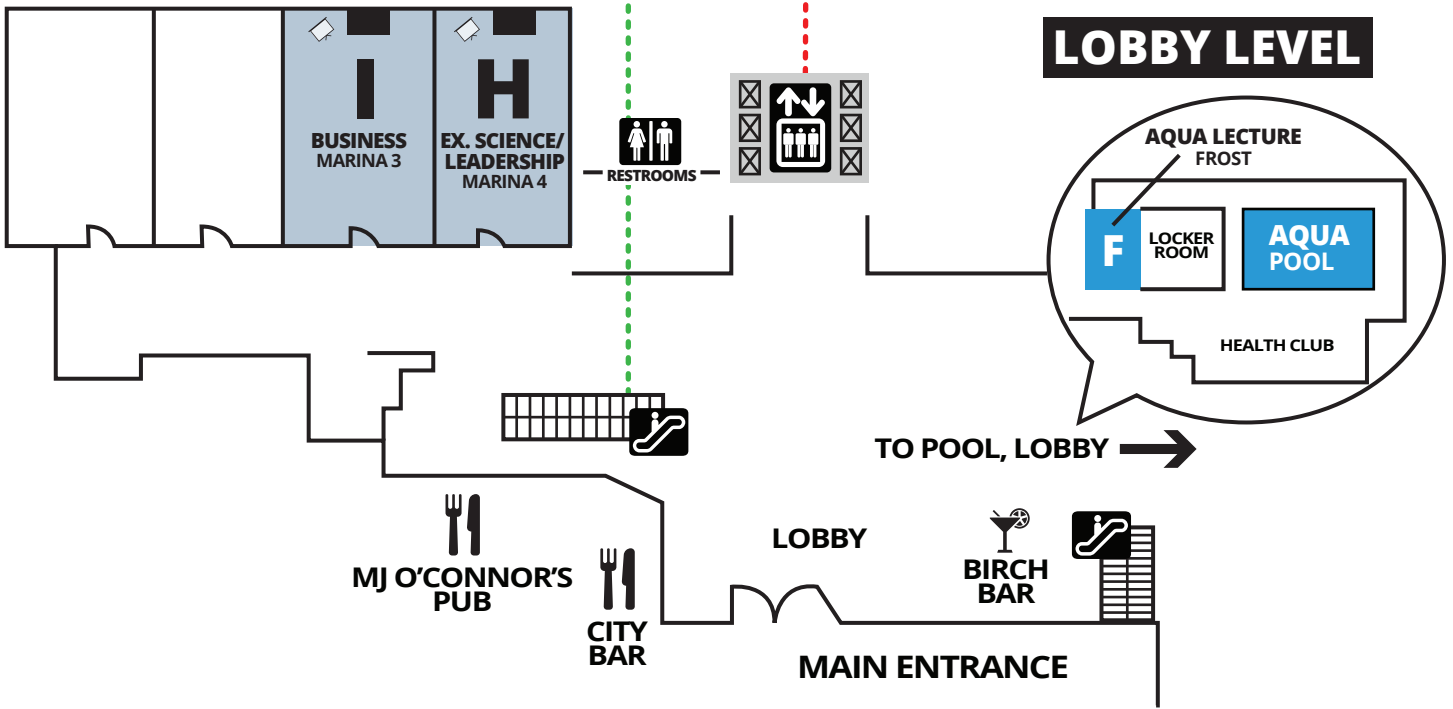 LOBBY LEVEL
I
BUSINESS
MARINA 3
H
EX. SCIENCE/
LEADERSHIP
MARINA 4
RESTROOMS
AQUA LECTURE
FROST
F
LOCKER
ROOM
AQUA
POOL
HEALTH CLUB
TO POOL, LOBBY
MJ O'CONNOR'S
PUB
CITY
BAR
LOBBY
BIRCH
BAR
MAIN ENTRANCE